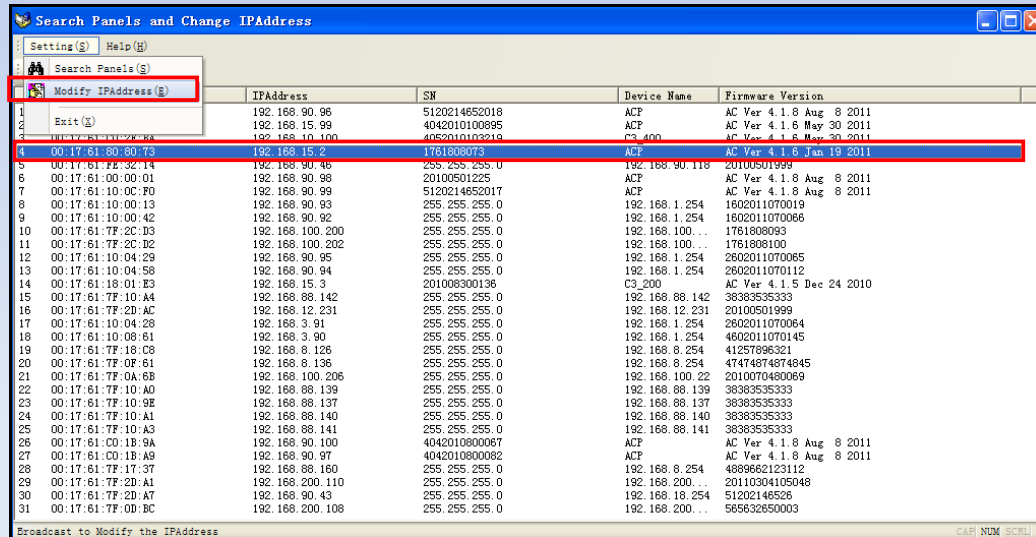 Search Panels and Change IPAddress
Setting(S) Help(H)
Search Panels(S)
Modify IPAddress(E)
Exit(X)
IPAddress SN Device Name Firmware Version
1 192.168.90.96 5120214652018 ACP AC Ver 4.1.8 Aug 8 2011
2 192.168.15.99 4042010100895 ACP AC Ver 4.1.6 May 30 2011
3 192.168.10.100 4052010103219 C3_400 AC Ver 4.1.6 May 30 2011
4 00:17:61:80:80:73 192.168.15.2 1761808073 ACP AC Ver 4.1.6 Jan 19 2011
5 00:17:61:FE:32:14 192.168.90.46 255.255.255.0 192.168.90.118 20100501999
6 00:17:61:00:00:01 192.168.90.98 20100501225 ACP AC Ver 4.1.8 Aug 8 2011
7 00:17:61:10:0C:F0 192.168.90.99 5120214652017 ACP AC Ver 4.1.8 Aug 8 2011
8 00:17:61:10:00:13 192.168.90.93 255.255.255.0 192.168.1.254 1602011070019
9 00:17:61:10:00:42 192.168.90.92 255.255.255.0 192.168.1.254 1602011070066
10 00:17:61:7F:2C:D3 192.168.100.200 255.255.255.0 192.168.100... 1761808093
11 00:17:61:7F:2C:D2 192.168.100.202 255.255.255.0 192.168.100... 1761808100
12 00:17:61:10:04:29 192.168.90.95 255.255.255.0 192.168.1.254 2602011070065
13 00:17:61:10:04:58 192.168.90.94 255.255.255.0 192.168.1.254 2602011070112
14 00:17:61:18:01:E3 192.168.15.3 201008300136 C3_200 AC Ver 4.1.5 Dec 24 2010
15 00:17:61:7F:10:A4 192.168.88.142 255.255.255.0 192.168.88.142 38383535333
16 00:17:61:7F:2D:AC 192.168.12.231 255.255.255.0 192.168.12.231 20100501999
17 00:17:61:10:04:28 192.168.3.91 255.255.255.0 192.168.1.254 2602011070064
18 00:17:61:10:08:61 192.168.3.90 255.255.255.0 192.168.1.254 4602011070145
19 00:17:61:7F:18:C8 192.168.8.126 255.255.255.0 192.168.8.254 41257896321
20 00:17:61:7F:0F:61 192.168.8.136 255.255.255.0 192.168.8.254 47474874874845
21 00:17:61:7F:0A:6B 192.168.100.206 255.255.255.0 192.168.100.22 2010070480069
22 00:17:61:7F:10:A0 192.168.88.139 255.255.255.0 192.168.88.139 38383535333
23 00:17:61:7F:10:9E 192.168.88.137 255.255.255.0 192.168.88.137 38383535333
24 00:17:61:7F:10:A1 192.168.88.140 255.255.255.0 192.168.88.140 38383535333
25 00:17:61:7F:10:A3 192.168.88.141 255.255.255.0 192.168.88.141 38383535333
26 00:17:61:C0:1B:9A 192.168.90.100 4042010800067 ACP AC Ver 4.1.8 Aug 8 2011
27 00:17:61:C0:1B:A9 192.168.90.97 4042010800082 ACP AC Ver 4.1.8 Aug 8 2011
28 00:17:61:7F:17:37 192.168.88.160 255.255.255.0 192.168.8.254 4889662123112
29 00:17:61:7F:2D:A1 192.168.200.110 255.255.255.0 192.168.200... 20110304105048
30 00:17:61:7F:2D:A7 192.168.90.43 255.255.255.0 192.168.18.254 51202146526
31 00:17:61:7F:0D:BC 192.168.200.108 255.255.255.0 192.168.200... 565632650003
Broadcast to Modify the IPAddress CAP NUM SCRL